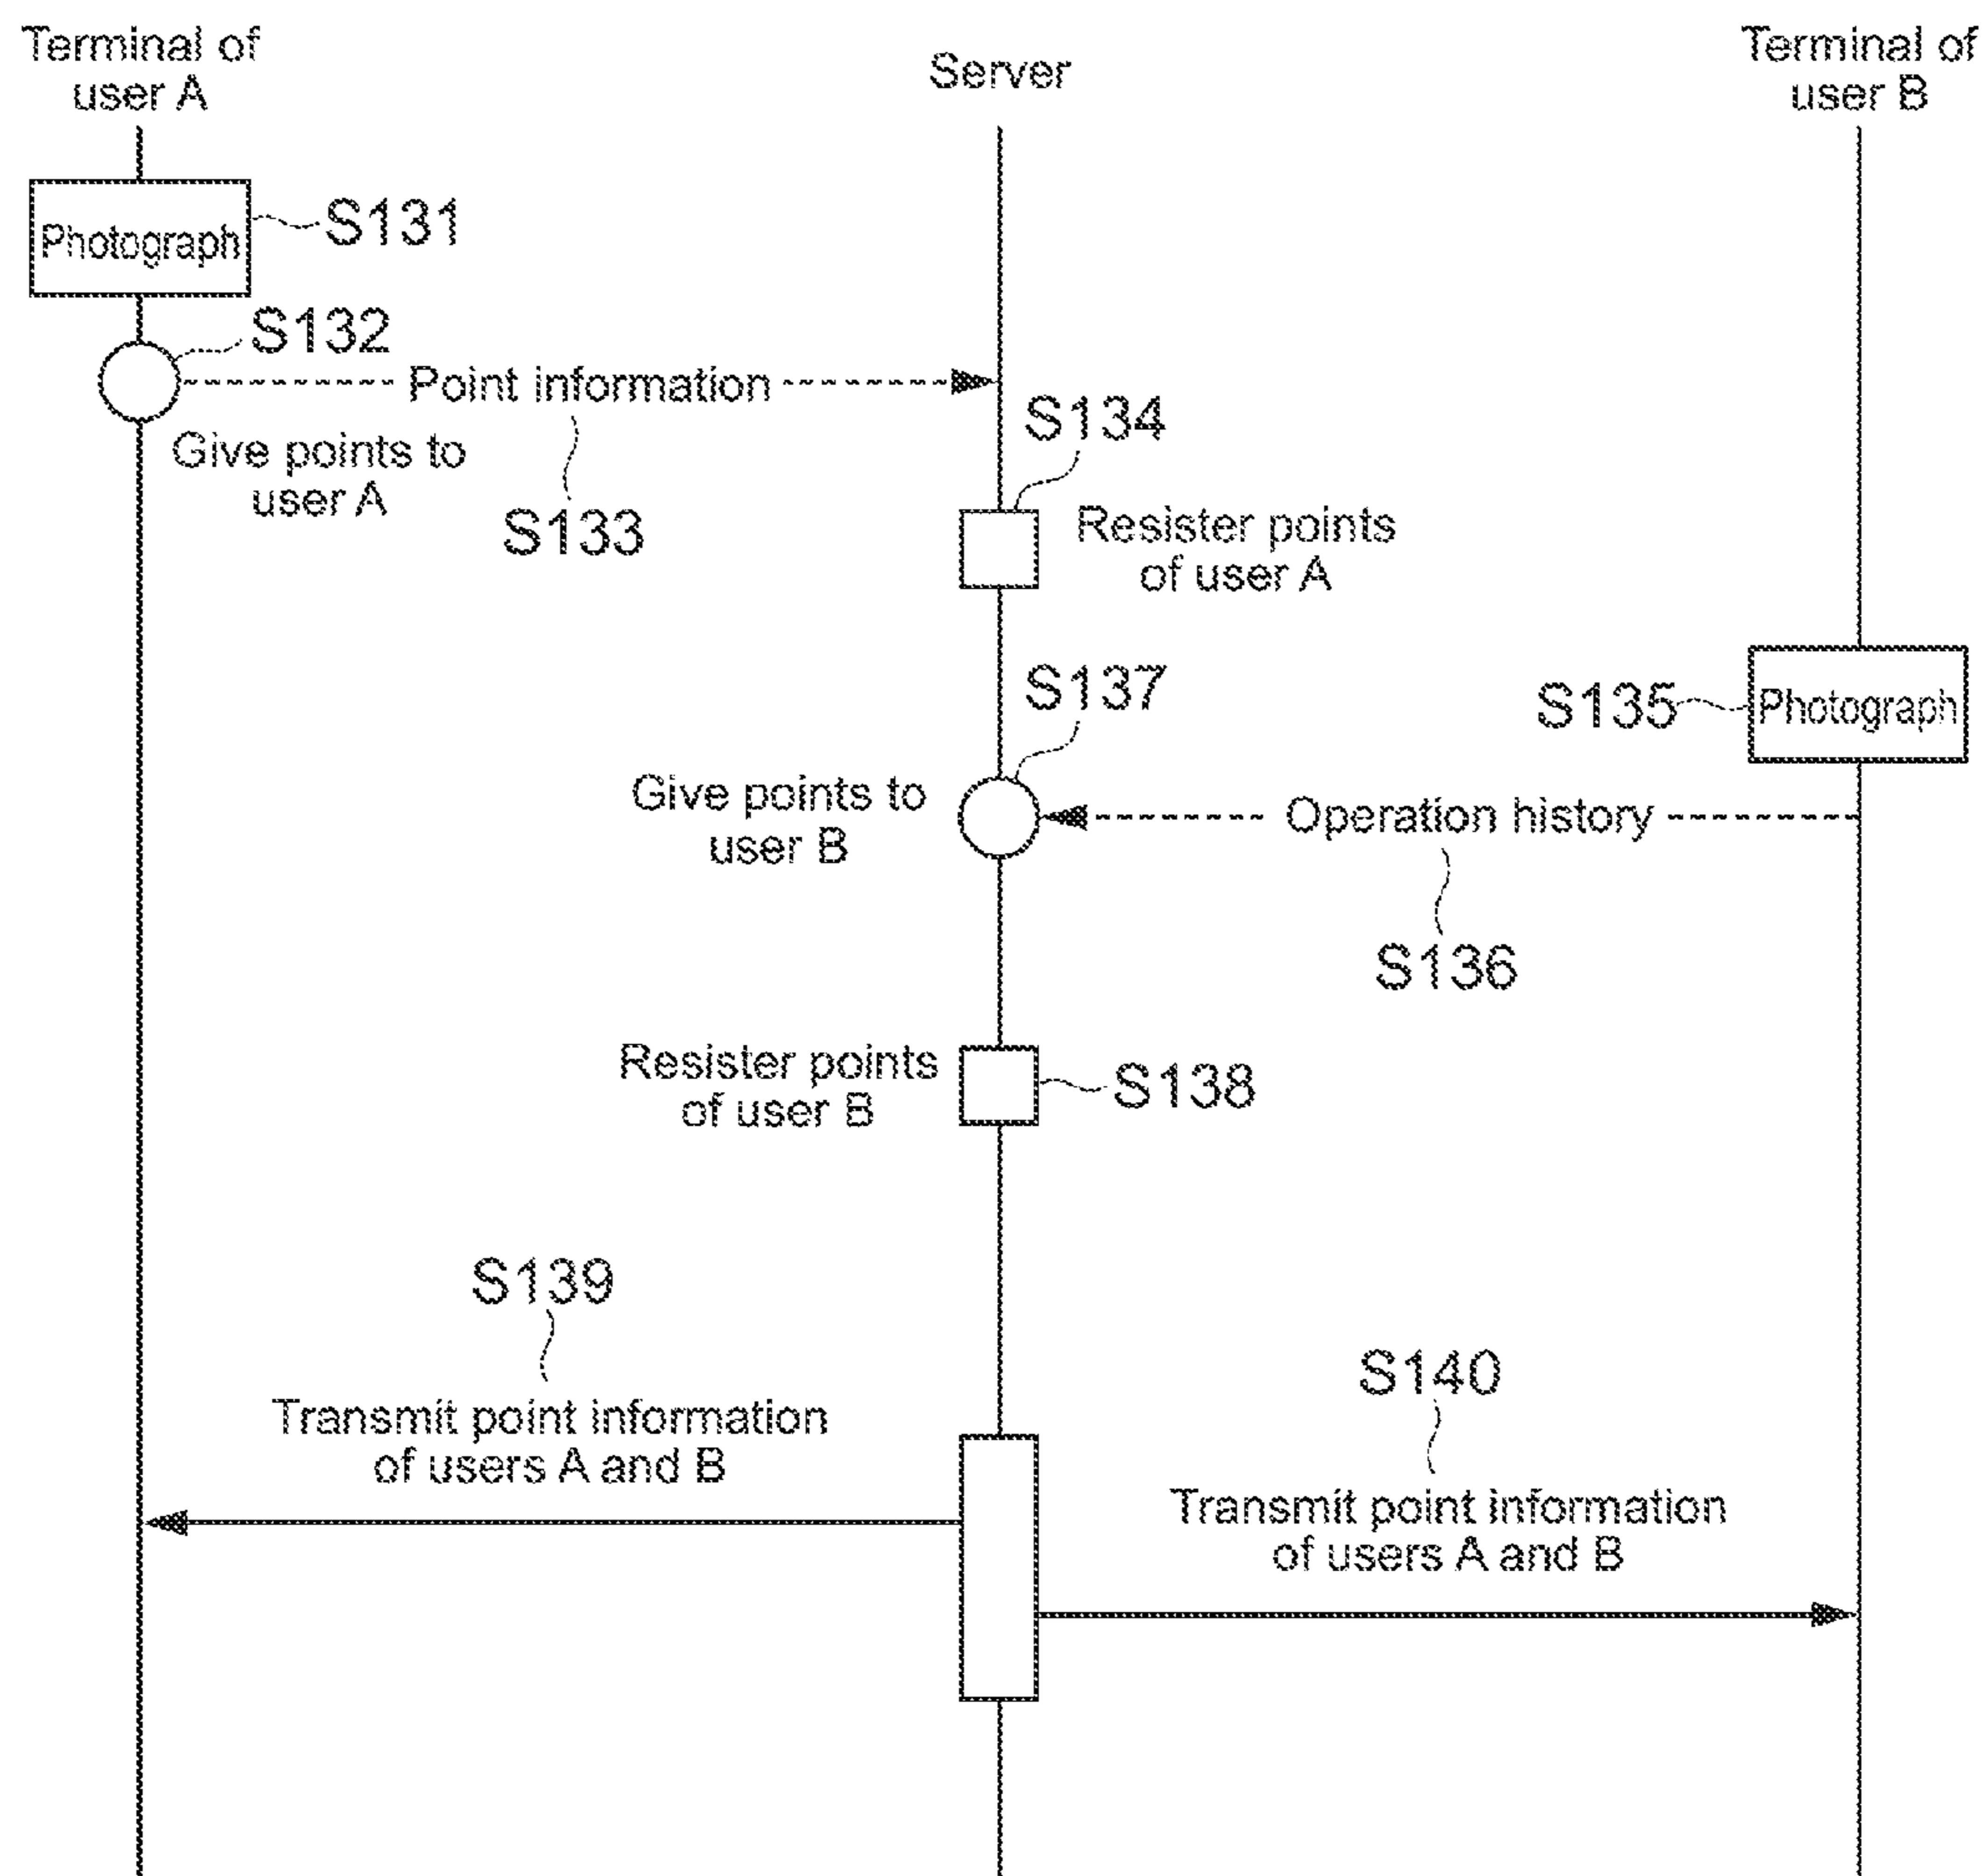 Terminal of
user A
Server
Terminal of
user B
Photograph
S131
S132
Point information
Give points to
user A
S133
S134
Resister points
of user A
S135
Photograph
S137
Give points to
user B
Operation history
S136
Resister points
of user B
S138
S139
Transmit point information
of users A and B
S140
Transmit point information
of users A and B